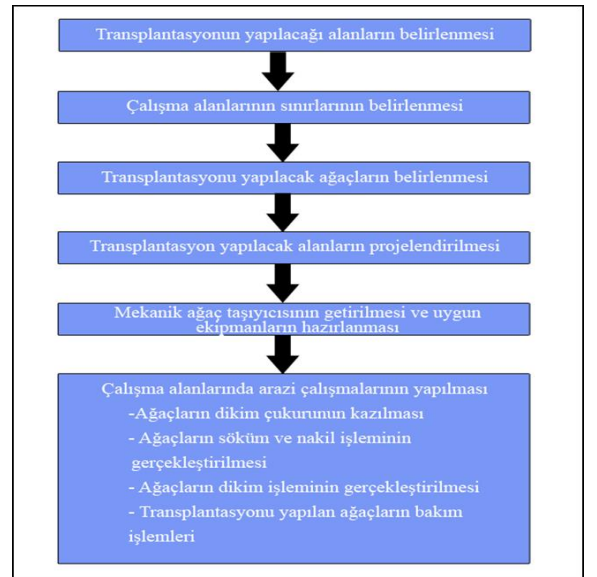 Transplantasyonun yapılacağı alanların belirlenmesi
Çalışma alanlarının sınırlarının belirlenmesi
Transplantasyonu yapılacak ağaçların belirlenmesi
Transplantasyon yapılacak alanların projelendirilmesi
Mekanik ağaç taşıyıcısının getirilmesi ve uygun
ekipmanların hazırlanması
Çalışma alanlarında arazi çalışmalarının yapılması
-Ağaçların dikim çukurunun kazılması
- Ağaçların söküm ve nakil işleminin
gerçekleştirilmesi
- Ağaçların dikim işleminin gerçekleştirilmesi
- Transplantasyonu yapılan ağaçların bakım
işlemleri